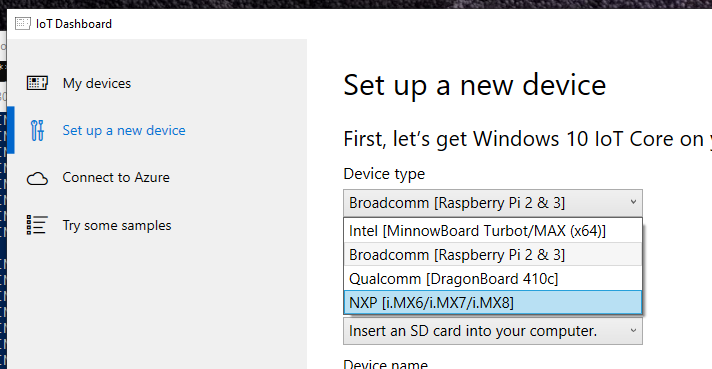 IoT Dashboard
My devices
Set up a new device
Connect to Azure
Try some samples
Set up a new device
First, let's get Windows 10 IoT Core on
Device type
Broadcomm [Raspberry Pi 2 & 3]
Intel [MinnowBoard Turbot/MAX (x64)]
Broadcomm [Raspberry Pi 2 & 3]
Qualcomm [DragonBoard 410c]
NXP [i.MX6/i.MX7/i.MX8]
Insert an SD card into your computer.
Device name